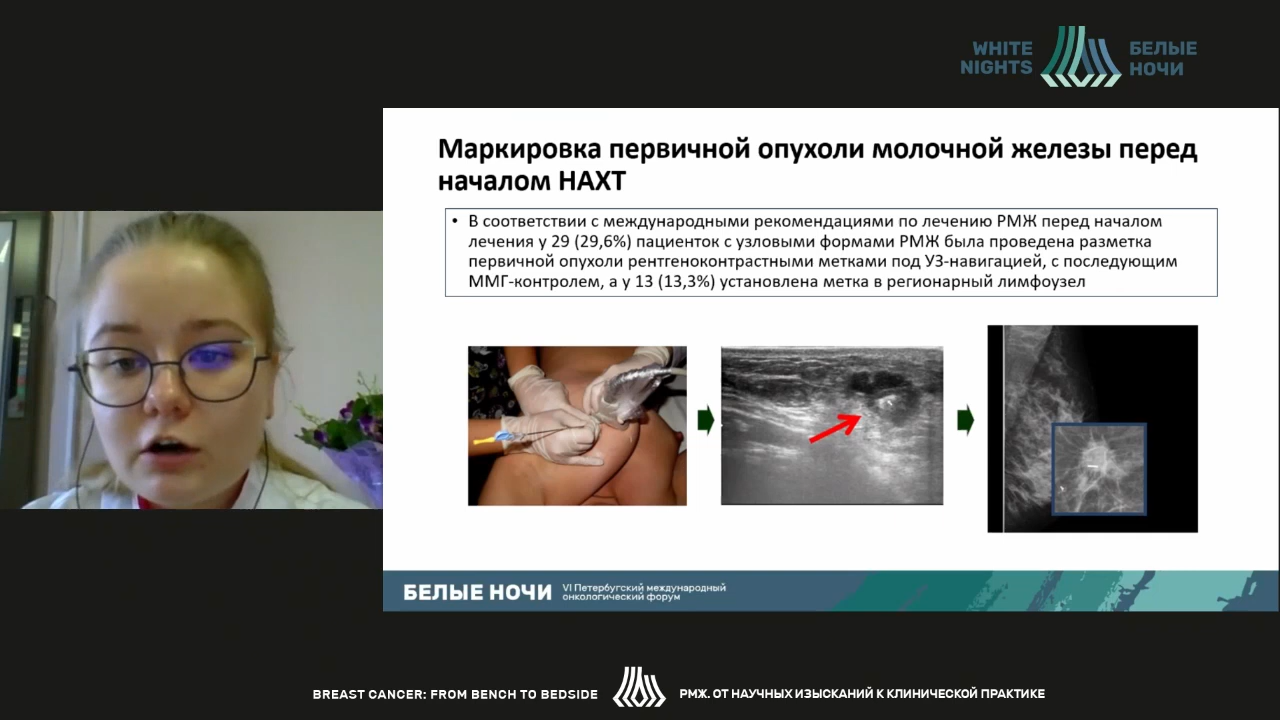 WHITE
NIGHTS
БЕЛЫЕ
НОЧИ
Маркировка первичной опухоли молочной железы перед
началом НАХТ
• В соответствии с международными рекомендациями по лечению РМЖ перед началом
лечения у 29 (29,6%) пациенток с узловыми формами РМЖ была проведена разметка
первичной опухоли рентгеноконтрастными метками под УЗ-навигацией, с последующим
ММГ-контролем, а у 13 (13,3%) установлена метка в регионарный лимфоузел
БЕЛЫЕ НОЧИ
VI Петербургский международный
онкологический форум
BREAST CANCER: FROM BENCH TO BEDSIDE
РМЖ. ОТ НАУЧНЫХ ИЗЫСКАНИЙ К КЛИНИЧЕСКОЙ ПРАКТИКЕ